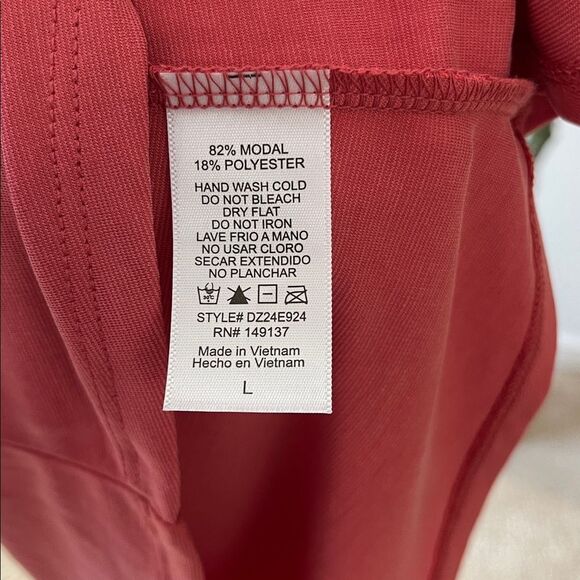 82% MODAL
18% POLYESTER
HAND WASH COLD
DO NOT BLEACH
DRY FLAT
DO NOT IRON
LAVE FRIO A MANO
NO USAR CLORO
SECAR EXTENDIDO
NO PLANCHAR
30°C
STYLE# DZ24E924
RN# 149137
Made in Vietnam
Hecho en Vietnam
L